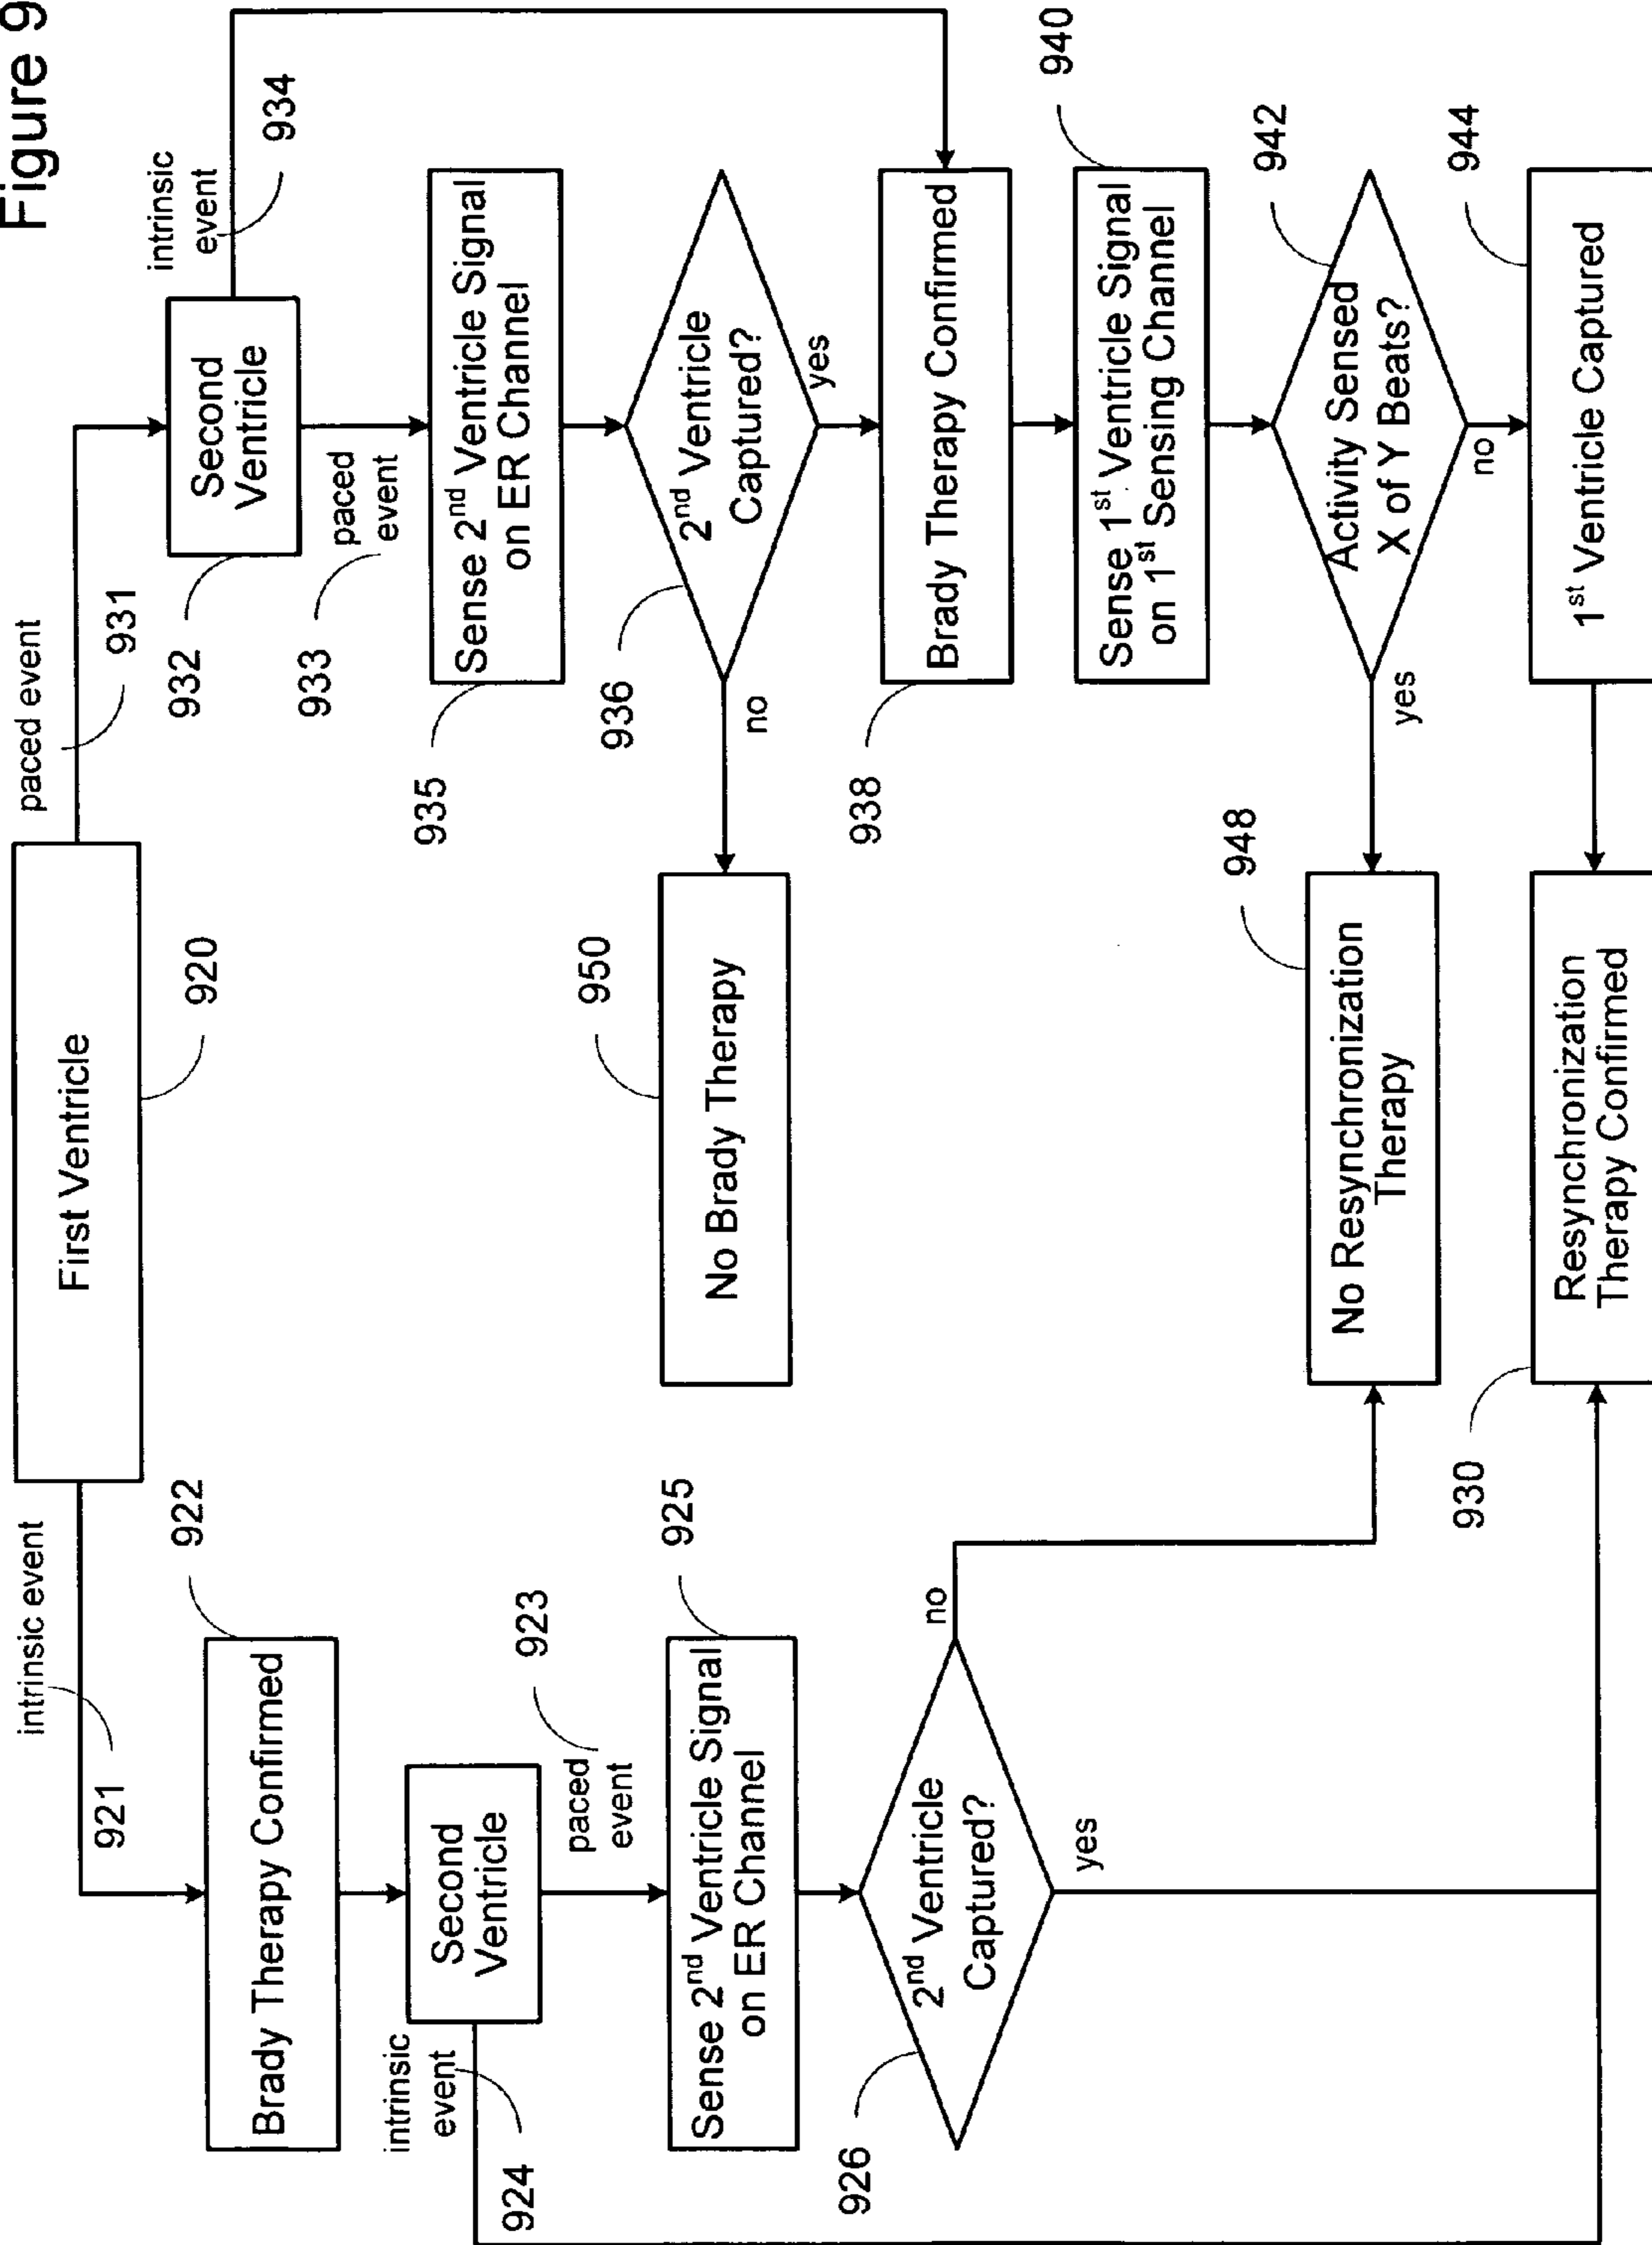 Figure 9
First Ventricle
920
intrinsic event
921
paced event
931
Brady Therapy Confirmed
922
Second
Ventricle
932
intrinsic
event
934
paced
event
933
Second
Ventricle
intrinsic
event
924
paced
event
923
Sense 2nd Ventricle Signal
on ER Channel
925
Sense 2nd Ventricle Signal
on ER Channel
935
2nd Ventricle
Captured?
926
no
yes
2nd Ventricle
Captured?
936
no
yes
No Brady Therapy
950
Brady Therapy Confirmed
938
Sense 1st Ventricle Signal
on 1st Sensing Channel
940
Activity Sensed
X of Y Beats?
942
yes
no
No Resynchronization
Therapy
948
1st Ventricle Captured
944
Resynchronization
Therapy Confirmed
930